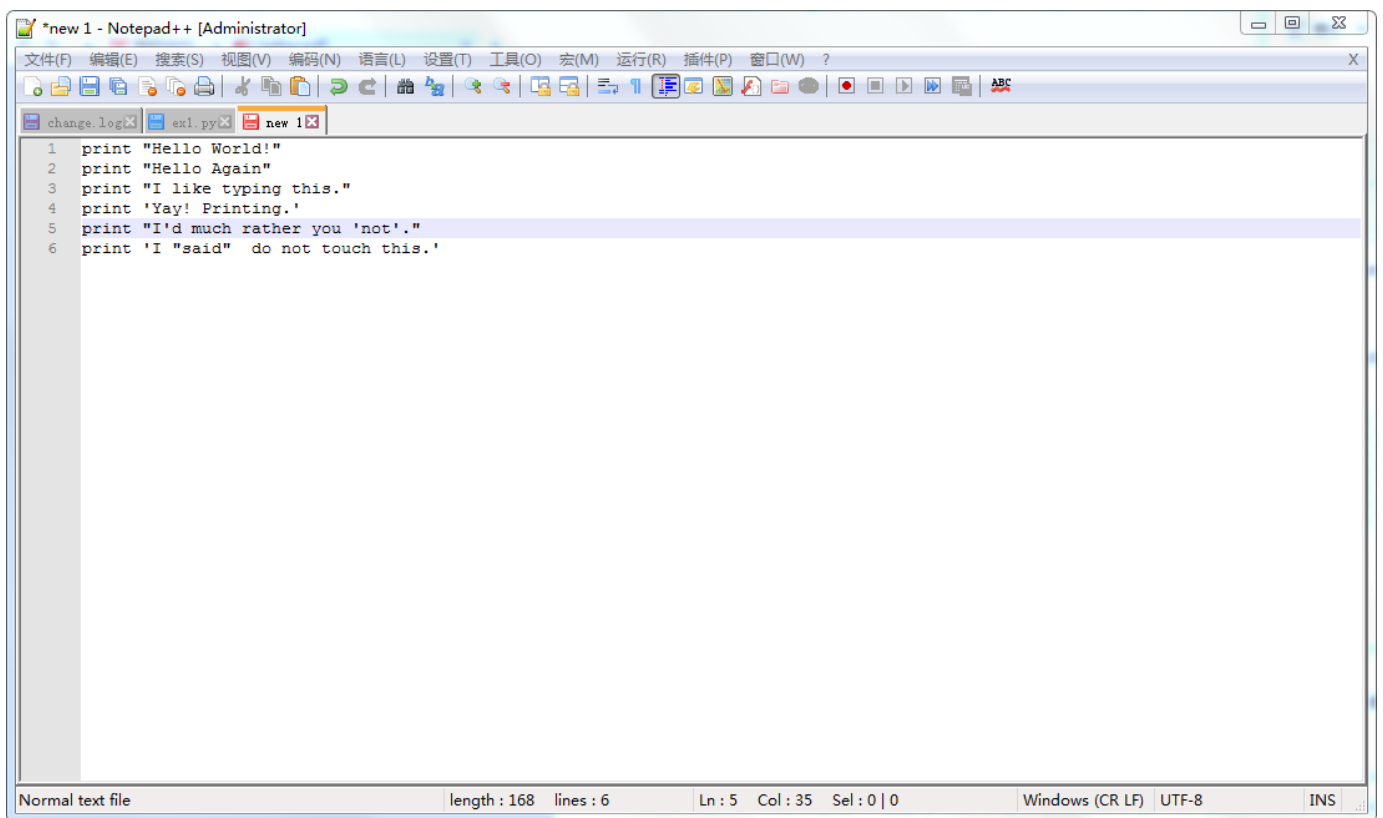 *new 1 - Notepad++ [Administrator]
文件(F) 编辑(E) 搜索(S) 视图(V) 编码(N) 语言(L) 设置(T) 工具(O) 宏(M) 运行(R) 插件(P) 窗口(W) ? X
ABC
change.log ex1.py new 1
1 print "Hello World!"
2 print "Hello Again"
3 print "I like typing this."
4 print 'Yay! Printing.'
5 print "I'd much rather you 'not'."
6 print 'I "said"  do not touch this.'
Normal text file length : 168 lines : 6 Ln : 5 Col : 35 Sel : 0 | 0 Windows (CR LF) UTF-8 INS